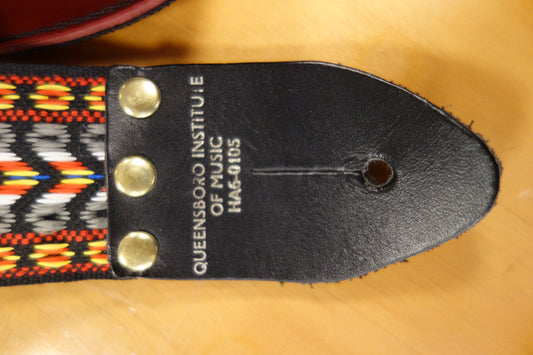 QUEENSBORO INSTITUTE
OF MUSIC
HA6-0105